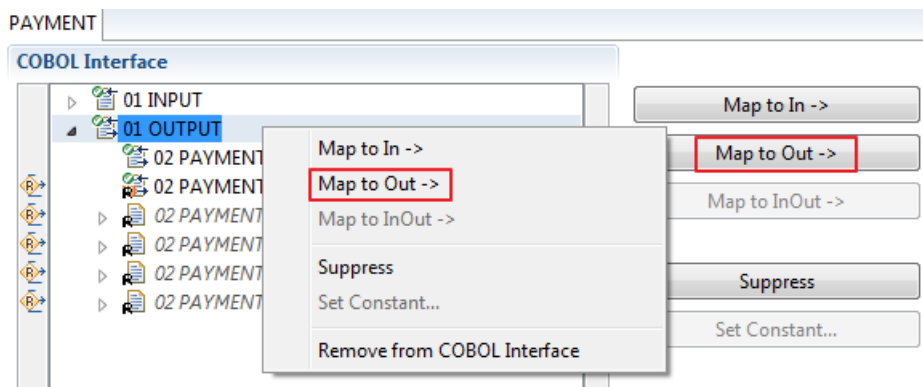 PAYMENT
COBOL Interface
01 INPUT
01 OUTPUT
02 PAYMENT
02 PAYMENT
02 PAYMENT
02 PAYMENT
02 PAYMENT
02 PAYMENT
Map to In ->
Map to Out ->
Map to InOut ->
Suppress
Set Constant...
Remove from COBOL Interface
Map to In ->
Map to Out ->
Map to InOut ->
Suppress
Set Constant...